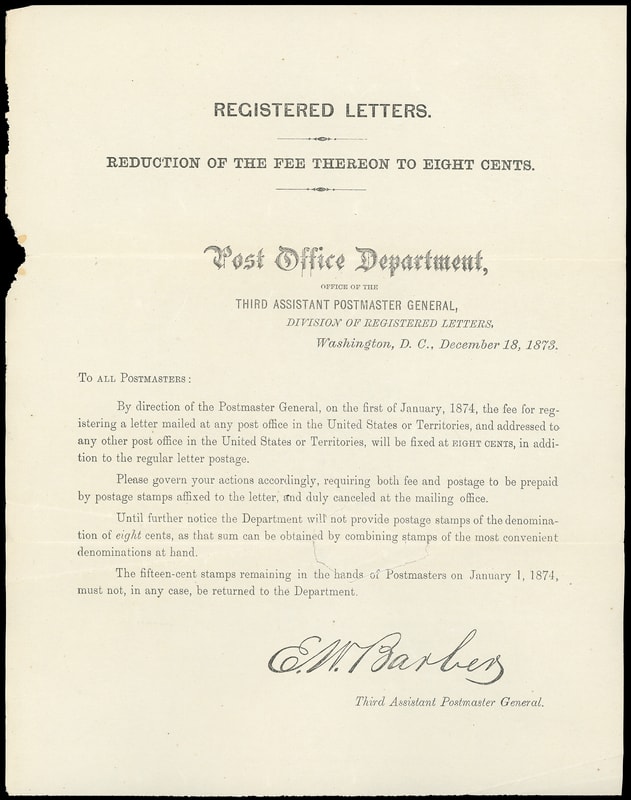 REGISTERED LETTERS.
REDUCTION OF THE FEE THEREON TO EIGHT CENTS.
Post Office Department,
OFFICE OF THE
THIRD ASSISTANT POSTMASTER GENERAL,
DIVISION OF REGISTERED LETTERS,
Washington, D. C., December 18, 1873.
TO ALL POSTMASTERS:
By direction of the Postmaster General, on the first of January, 1874, the fee for reg-
istering a letter mailed at any post office in the United States or Territories, and addressed to
any other post office in the United States or Territories, will be fixed at EIGHT CENTS, in addi-
tion to the regular letter postage.
Please govern your actions accordingly, requiring both fee and postage to be prepaid
by postage stamps affixed to the letter, and duly canceled at the mailing office.
Until further notice the Department will not provide postage stamps of the denomina-
tion of eight cents, as that sum can be obtained by combining stamps of the most convenient
denominations at hand.
The fifteen-cent stamps remaining in the hands of Postmasters on January 1, 1874,
must not, in any case, be returned to the Department.
E. W. Barber
Third Assistant Postmaster General.